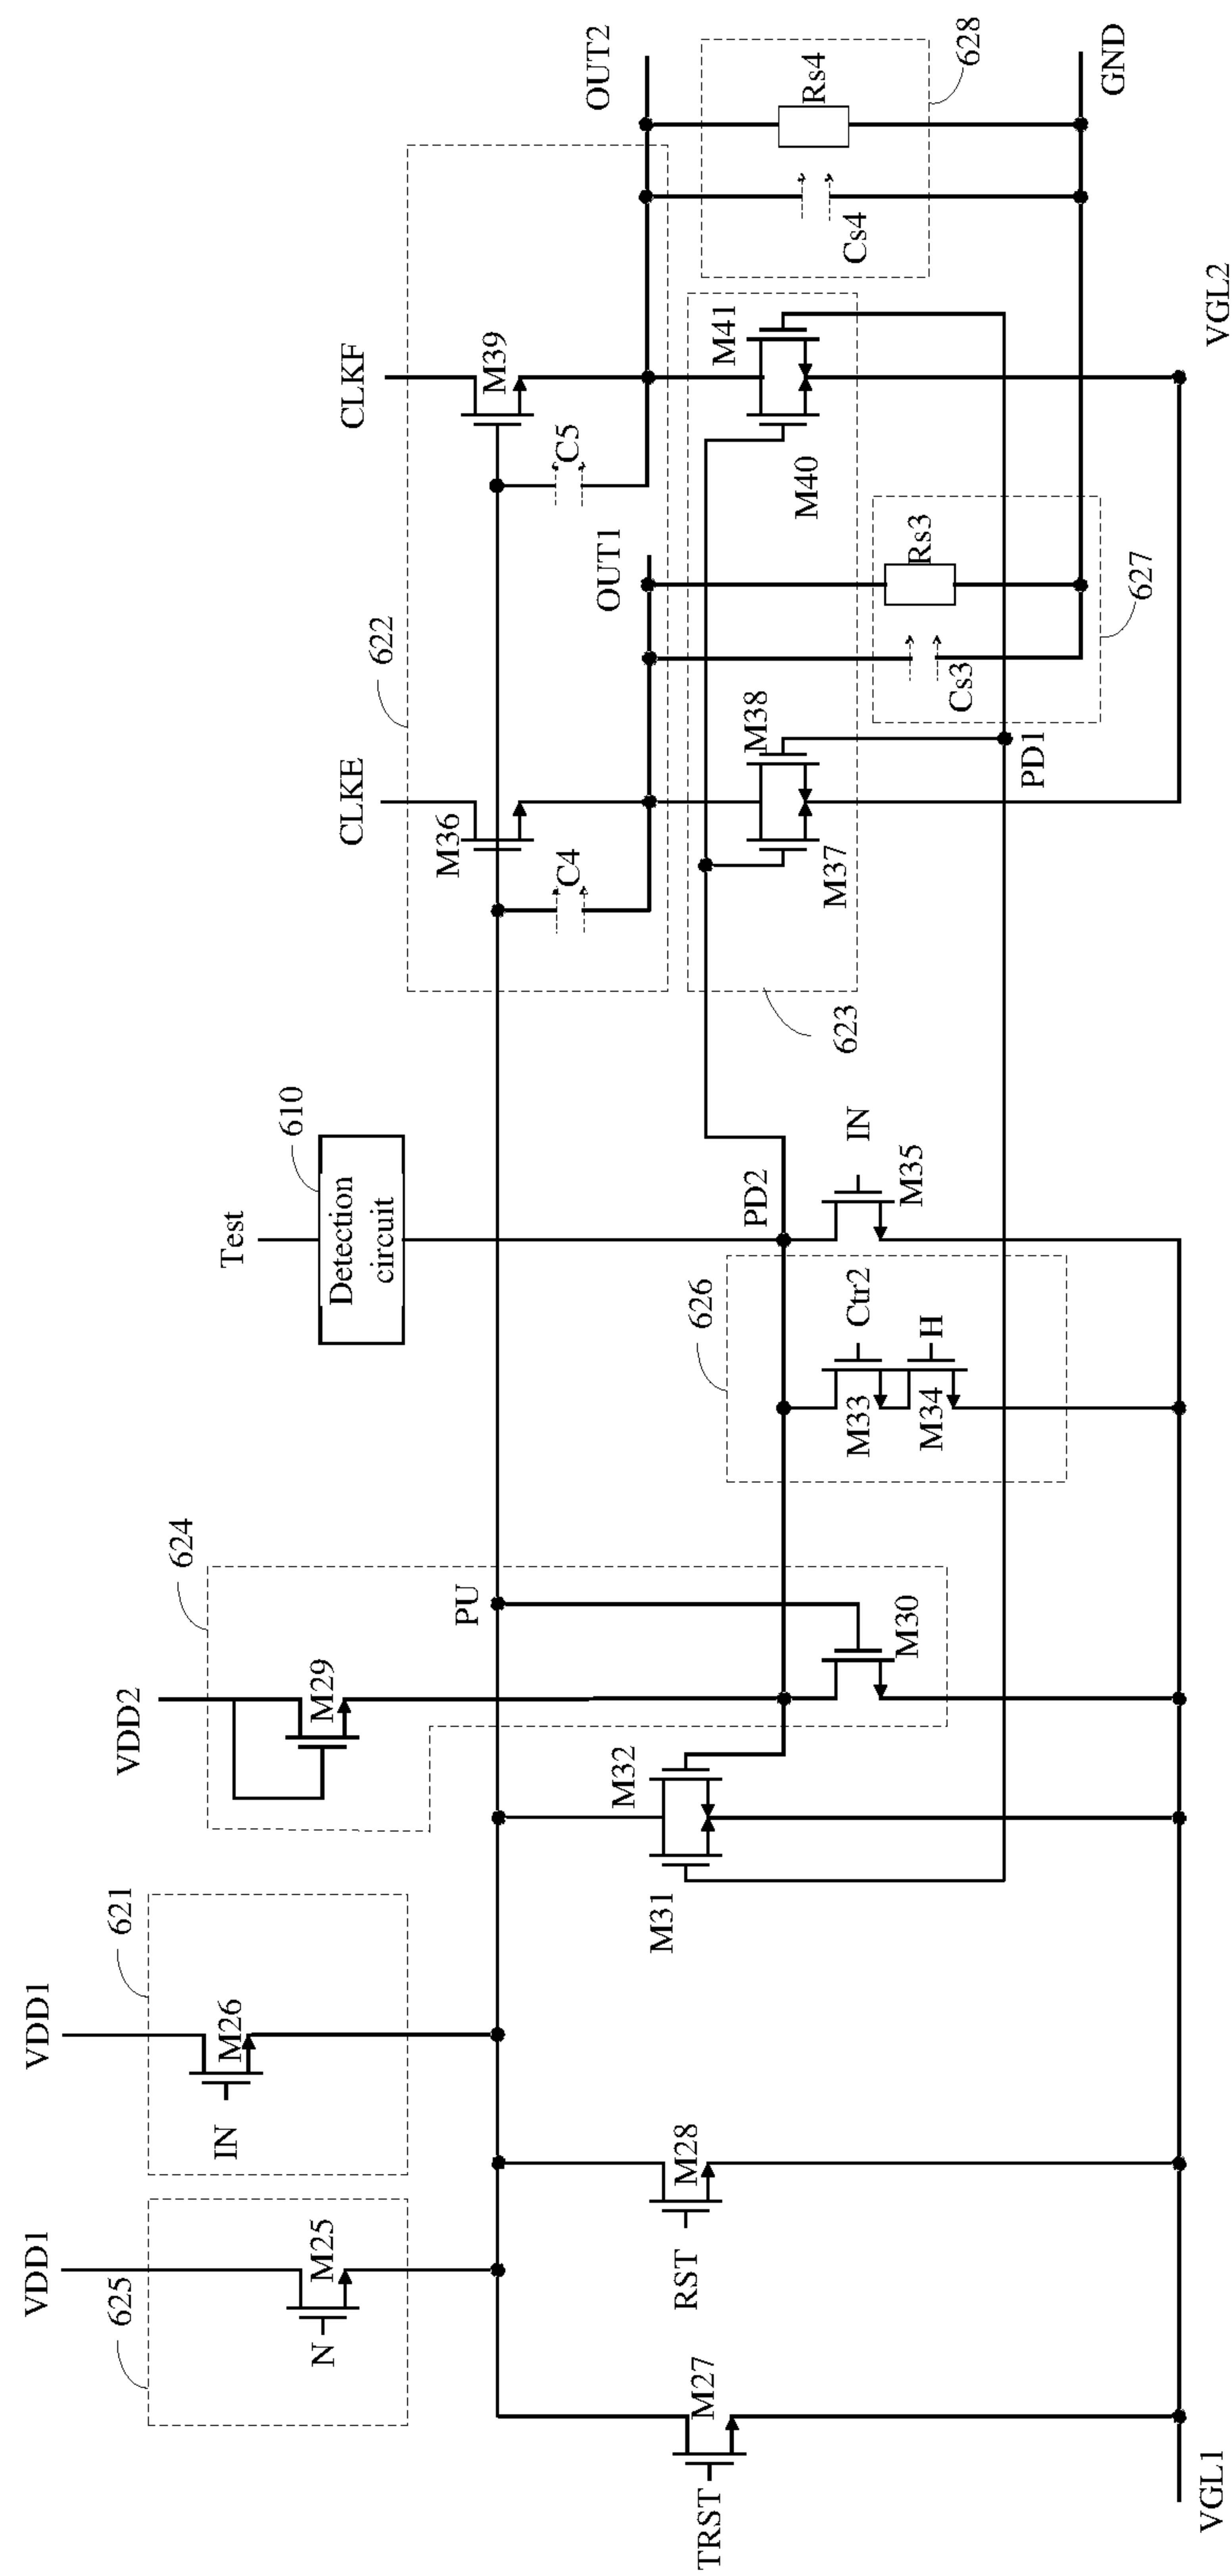 VDD1
VDD1
VDD2
Test
CLKE
CLKF
OUT2
625
621
624
610
622
628
N
M25
IN
M26
M29
Detection
circuit
M36
M39
PU
C4
C5
OUT1
Rs4
Cs4
TRST
M27
RST
M28
M31
M32
M30
626
PD2
M33
Ctr2
M34
H
IN
M35
623
M37
M38
M40
M41
Cs3
Rs3
627
PD1
GND
VGL1
VGL2